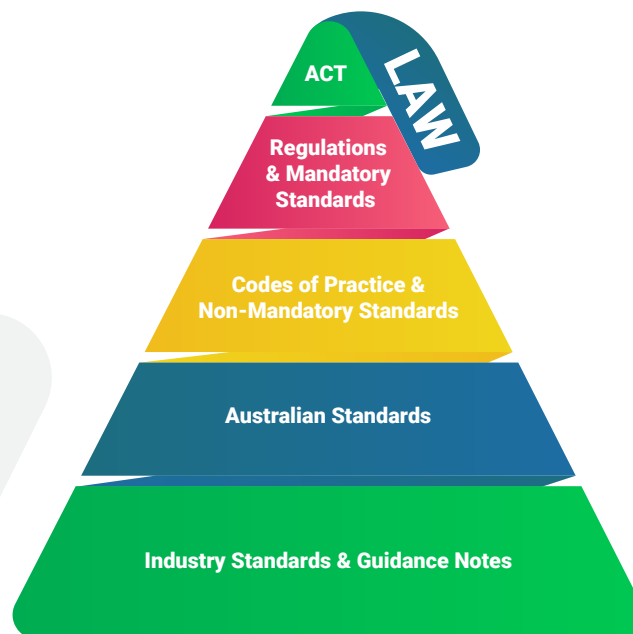 ACT
LAW
Regulations
& Mandatory
Standards
Codes of Practice &
Non-Mandatory Standards
Australian Standards
Industry Standards & Guidance Notes